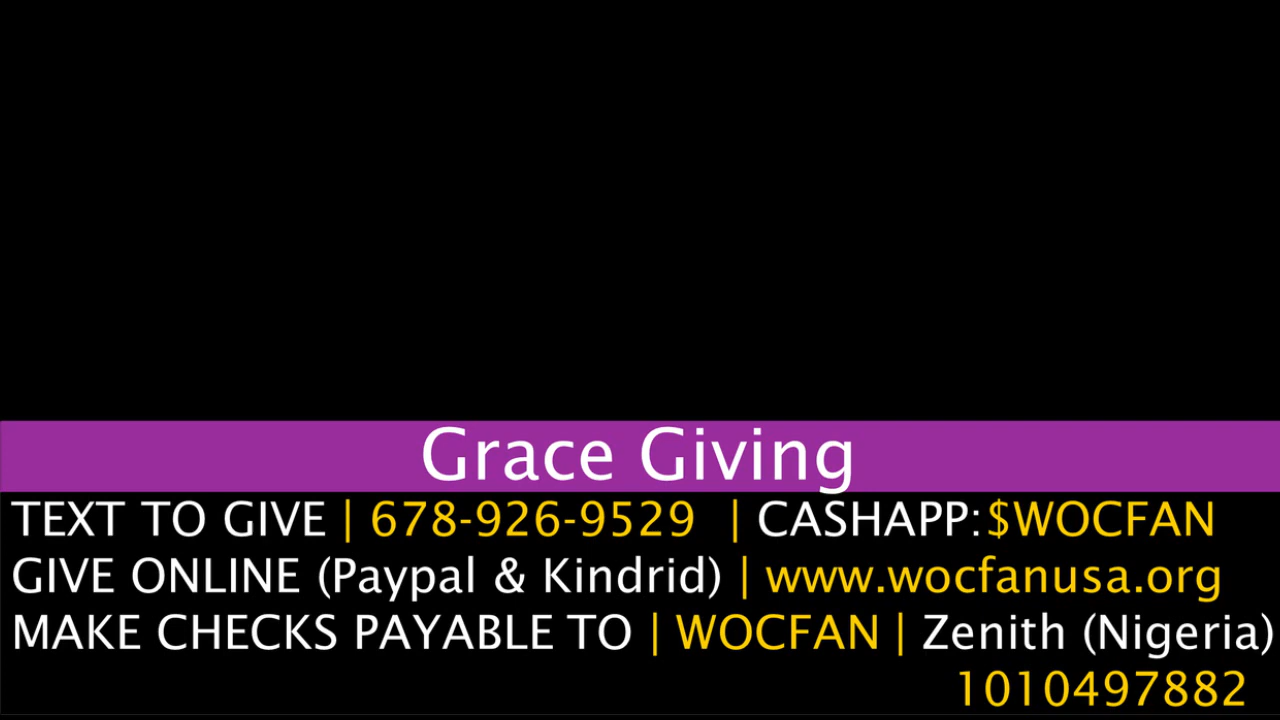 Grace Giving
TEXT TO GIVE | 678-926-9529 | CASHAPP: $WOCFAN
GIVE ONLINE (Paypal & Kindrid) | www.wocfanusa.org
MAKE CHECKS PAYABLE TO | WOCFAN | Zenith (Nigeria)
1010497882